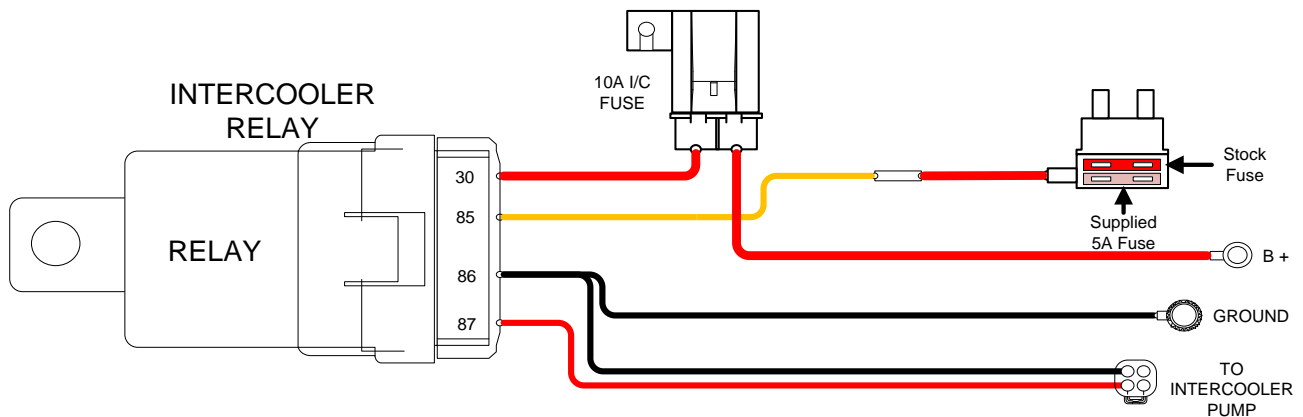 INTERCOOLER
RELAY
RELAY
30
85
86
87
10A I/C
FUSE
Stock
Fuse
Supplied
5A Fuse
B +
GROUND
TO
INTERCOOLER
PUMP